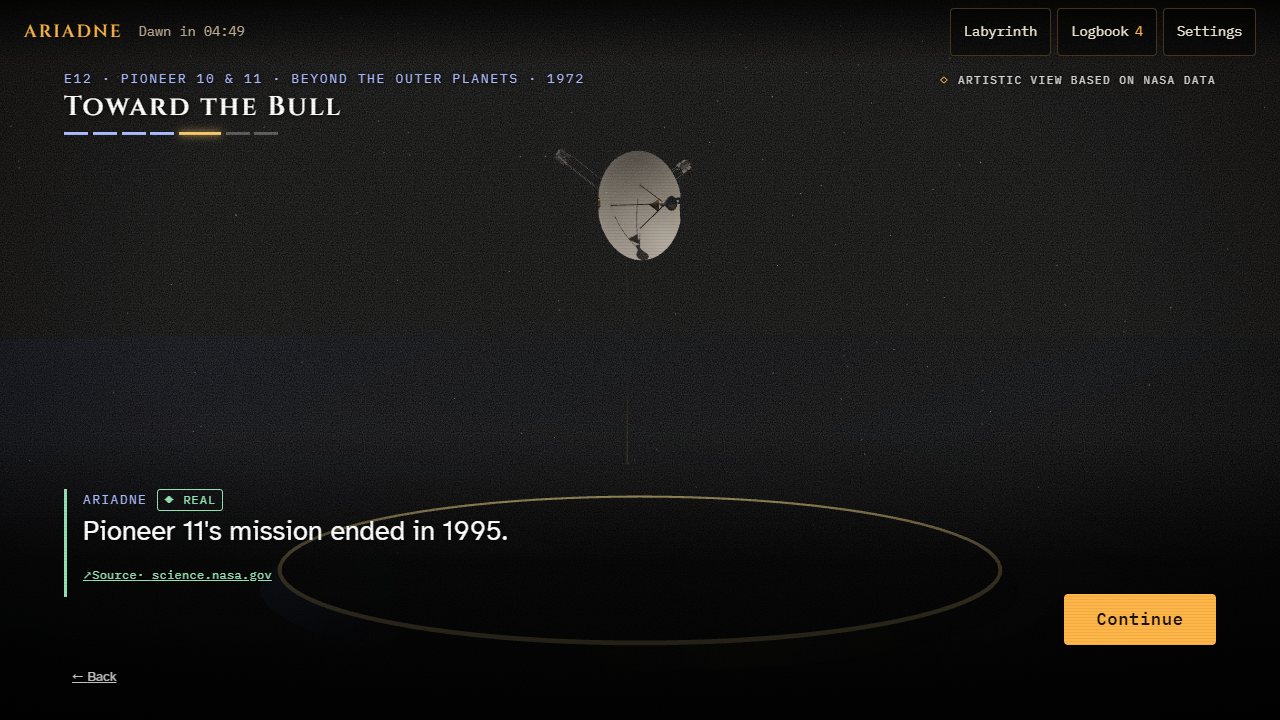 ARIADNE Dawn in 04:49 Labyrinth Logbook 4 Settings
E12 · PIONEER 10 & 11 · BEYOND THE OUTER PLANETS · 1972
◇ ARTISTIC VIEW BASED ON NASA DATA
Toward the Bull
ARIADNE ◆ REAL
Pioneer 11's mission ended in 1995.
↗Source· science.nasa.gov
Continue
← Back